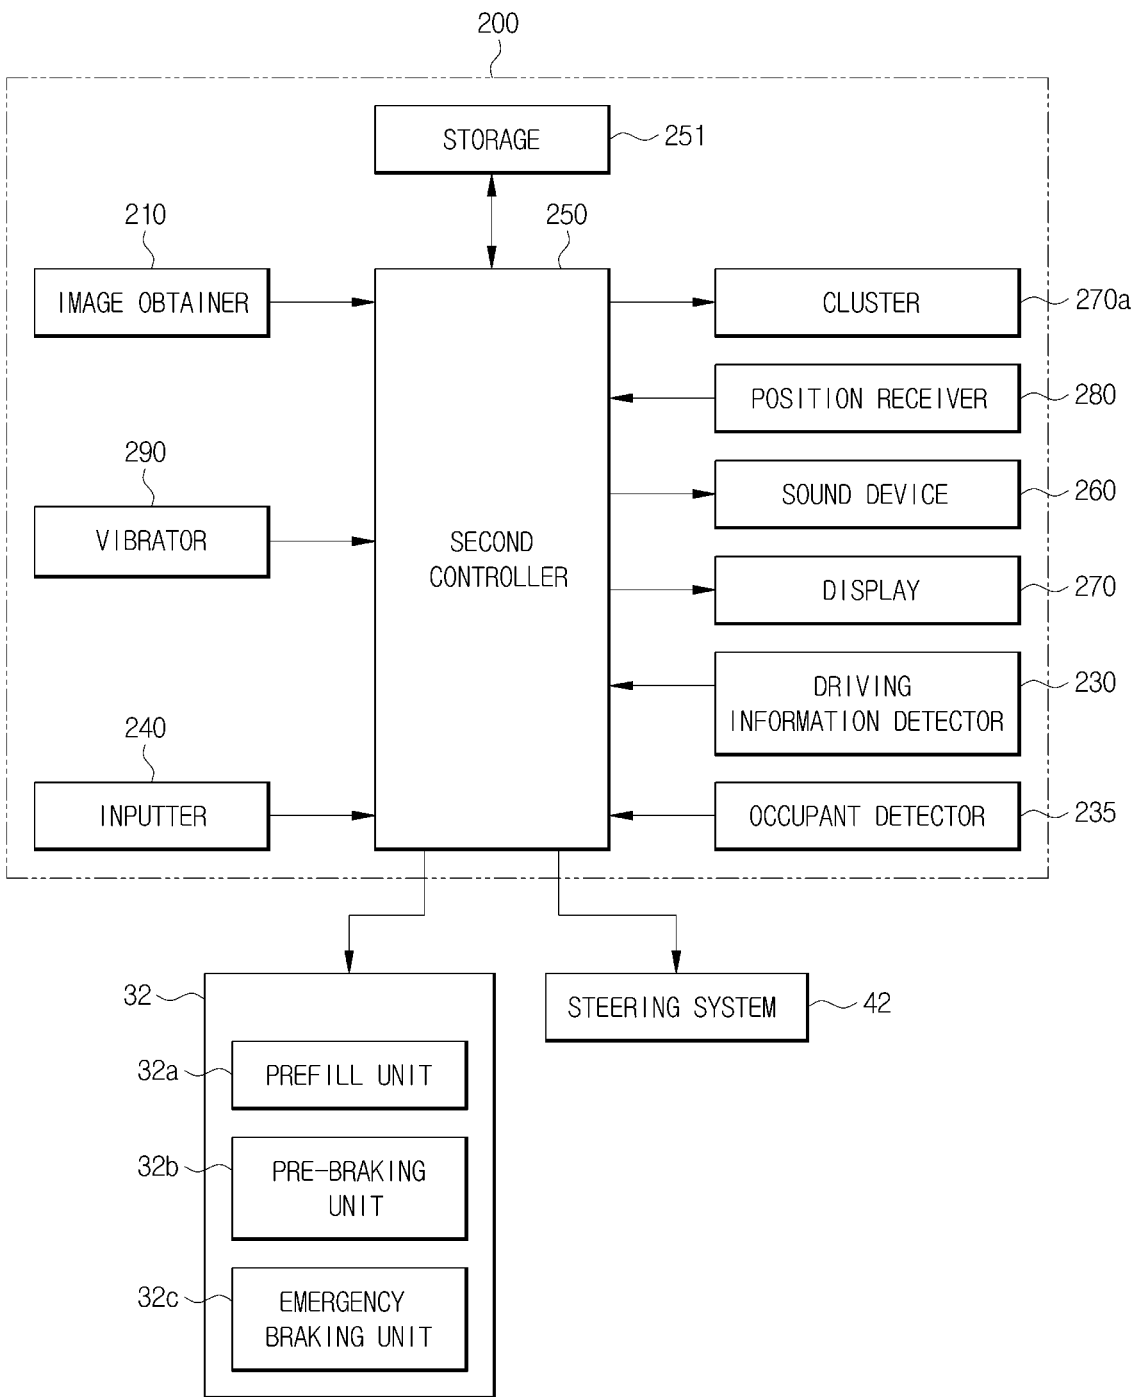 200
STORAGE
251
210
250
IMAGE OBTAINER
CLUSTER
270a
POSITION RECEIVER
280
290
VIBRATOR
SOUND DEVICE
260
SECOND
CONTROLLER
DISPLAY
270
DRIVING
INFORMATION DETECTOR
230
240
INPUTTER
OCCUPANT DETECTOR
235
32
STEERING SYSTEM
42
32a
PREFILL UNIT
32b
PRE-BRAKING
UNIT
32c
EMERGENCY
BRAKING UNIT